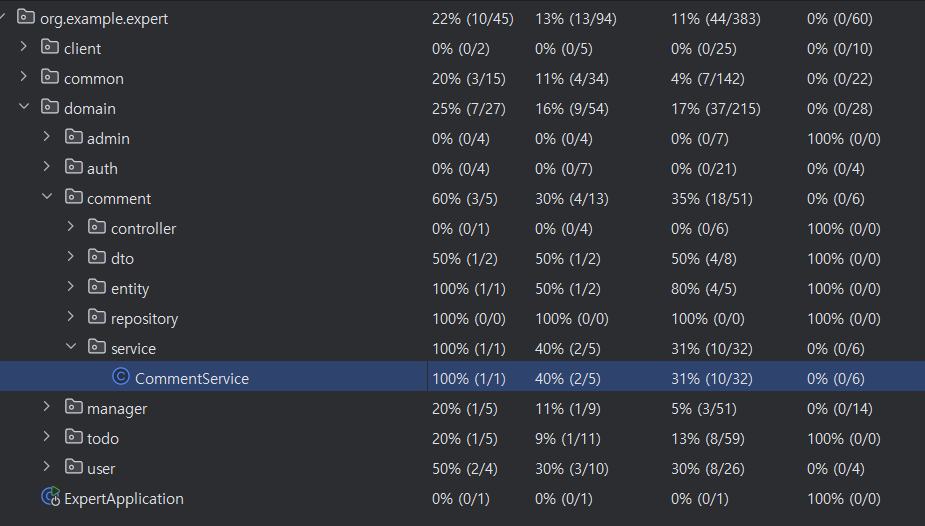 org.example.expert 22% (10/45) 13% (13/94) 11% (44/383) 0% (0/60)
client 0% (0/2) 0% (0/5) 0% (0/25) 0% (0/10)
common 20% (3/15) 11% (4/34) 4% (7/142) 0% (0/22)
domain 25% (7/27) 16% (9/54) 17% (37/215) 0% (0/28)
admin 0% (0/4) 0% (0/4) 0% (0/7) 100% (0/0)
auth 0% (0/4) 0% (0/7) 0% (0/21) 0% (0/4)
comment 60% (3/5) 30% (4/13) 35% (18/51) 0% (0/6)
controller 0% (0/1) 0% (0/4) 0% (0/6) 100% (0/0)
dto 50% (1/2) 50% (1/2) 50% (4/8) 100% (0/0)
entity 100% (1/1) 50% (1/2) 80% (4/5) 100% (0/0)
repository 100% (0/0) 100% (0/0) 100% (0/0) 100% (0/0)
service 100% (1/1) 40% (2/5) 31% (10/32) 0% (0/6)
CommentService 100% (1/1) 40% (2/5) 31% (10/32) 0% (0/6)
manager 20% (1/5) 11% (1/9) 5% (3/51) 0% (0/14)
todo 20% (1/5) 9% (1/11) 13% (8/59) 100% (0/0)
user 50% (2/4) 30% (3/10) 30% (8/26) 0% (0/4)
ExpertApplication 0% (0/1) 0% (0/1) 0% (0/1) 100% (0/0)